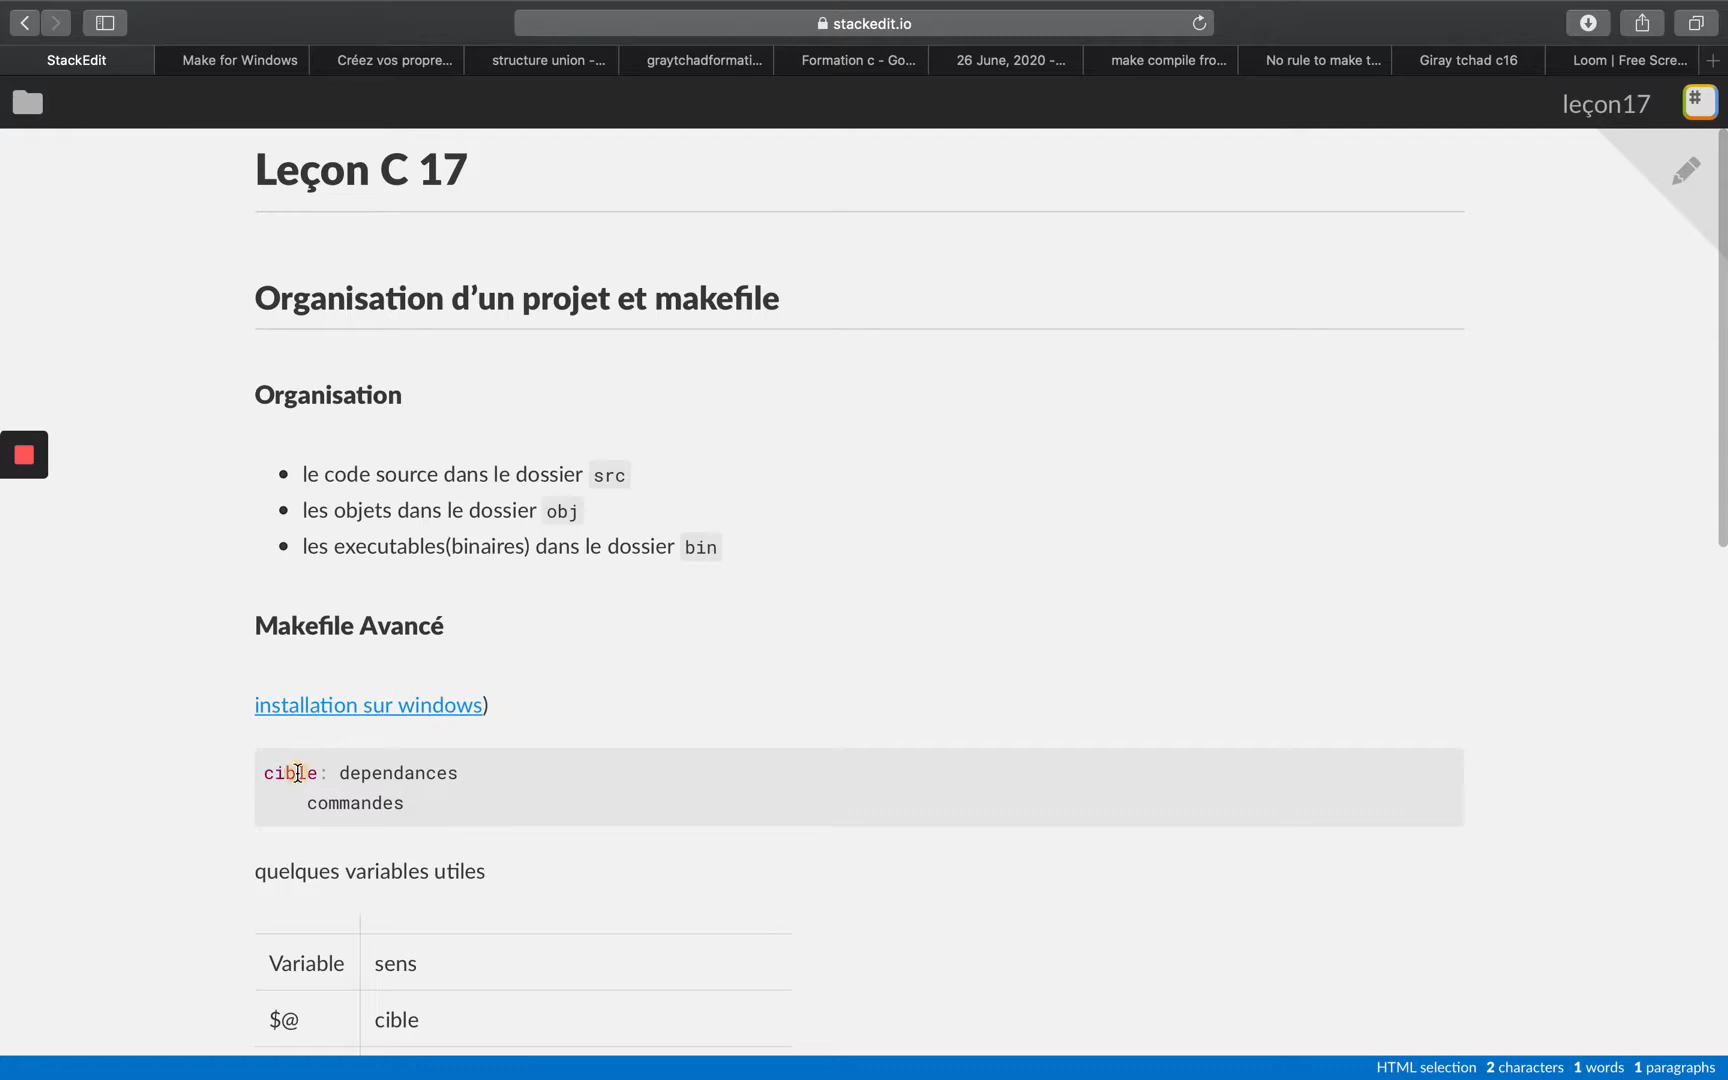 stackedit.io
StackEdit
Make for Windows
Créez vos propre...
structure union -...
graytchadformati...
Formation c - Go...
26 June, 2020 -...
make compile fro...
No rule to make t...
Giray tchad c16
Loom | Free Scre...
leçon17
#
Leçon C 17
Organisation d’un projet et makefile
Organisation
le code source dans le dossier src
les objets dans le dossier obj
les executables(binaires) dans le dossier bin
Makefile Avancé
installation sur windows)
cible: dependances
commandes
quelques variables utiles
Variable sens
$@ cible
HTML selection 2 characters 1 words 1 paragraphs